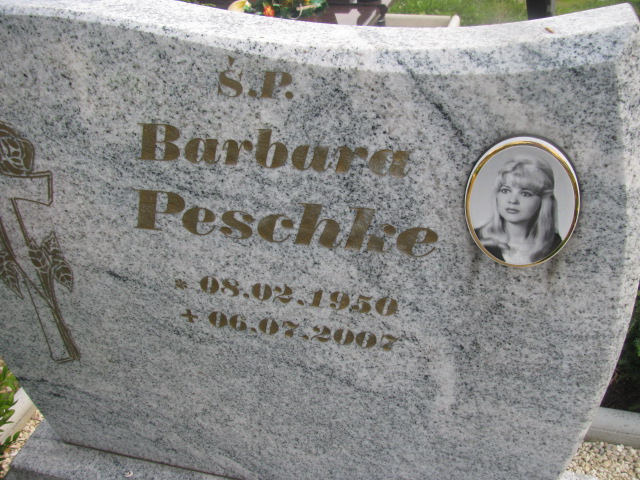 Ś.P.
Barbara
Peschke
* 08.02.1950
+ 06.07.2007